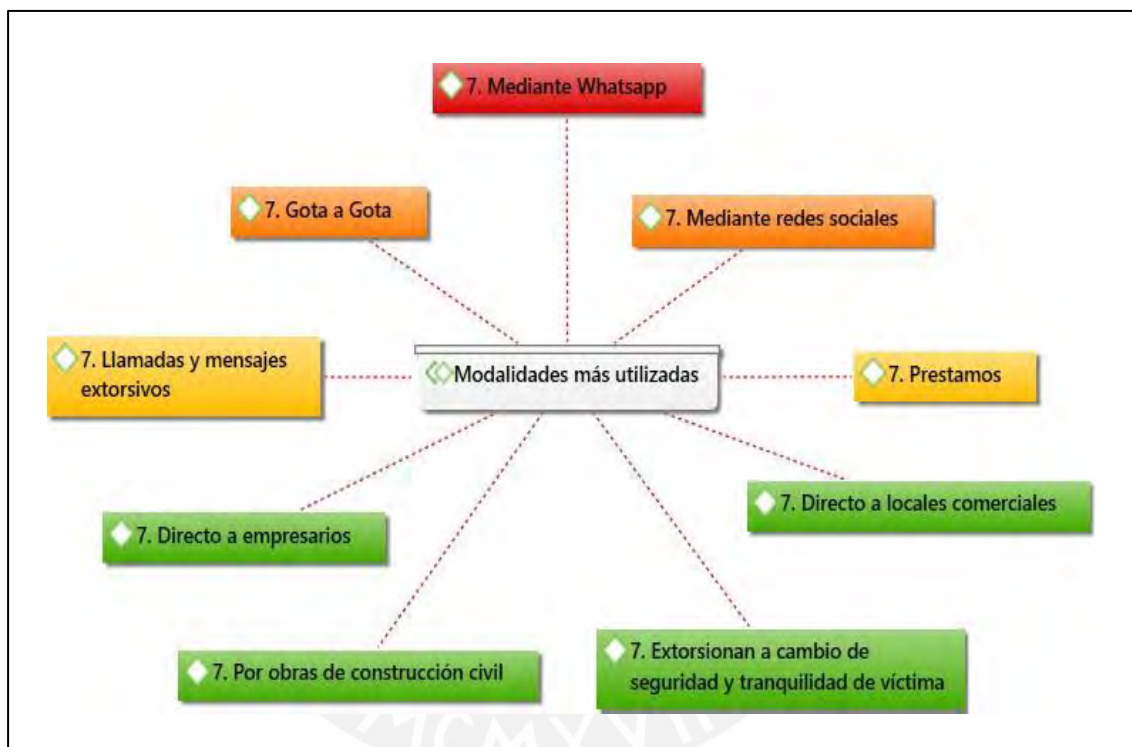 7. Mediante Whatsapp
7. Gota a Gota
7. Mediante redes sociales
7. Llamadas y mensajes
extorsivos
Modalidades más utilizadas
7. Prestamos
7. Directo a locales comerciales
7. Directo a empresarios
7. Por obras de construcción civil
7. Extorsionan a cambio de
seguridad y tranquilidad de víctima
MCMXVII